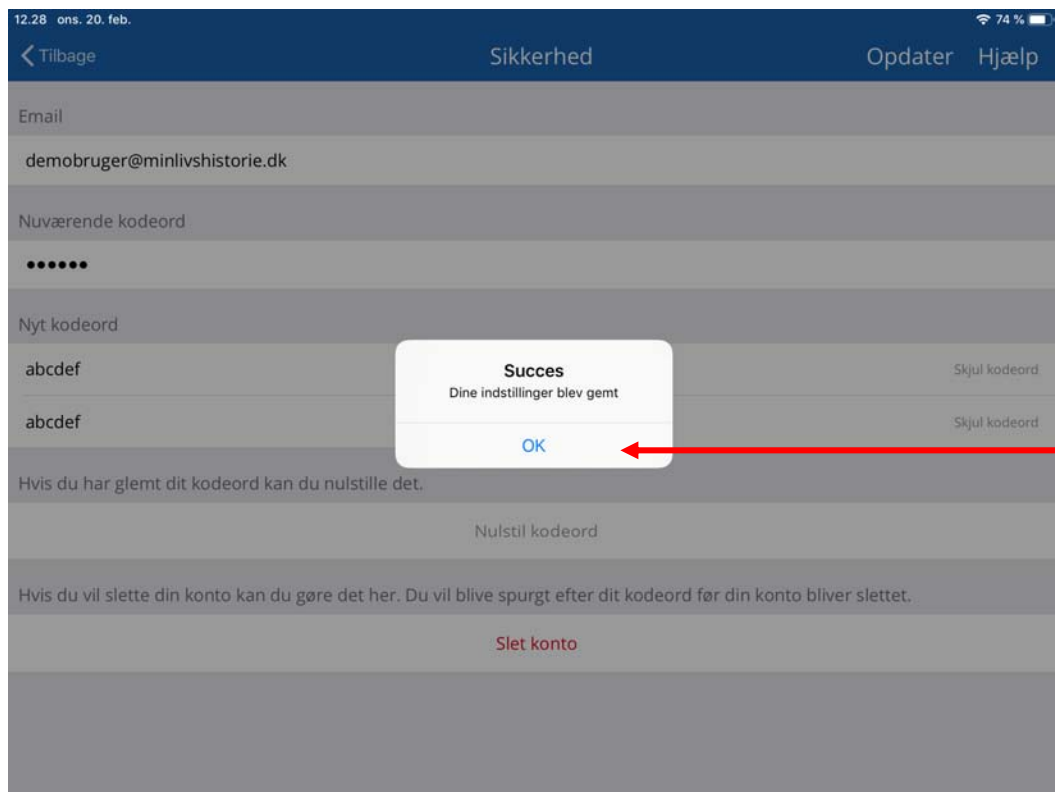 12.28 ons. 20. feb. 74 %
Tilbage Sikkerhed Opdater Hjælp
Email
demobruger@minlivshistorie.dk
Nuværende kodeord
••••••
Nyt kodeord
abcdef Skjul kodeord
abcdef Skjul kodeord
Succes
Dine indstillinger blev gemt
OK
Hvis du har glemt dit kodeord kan du nulstille det.
Nulstil kodeord
Hvis du vil slette din konto kan du gøre det her. Du vil blive spurgt efter dit kodeord før din konto bliver slettet.
Slet konto